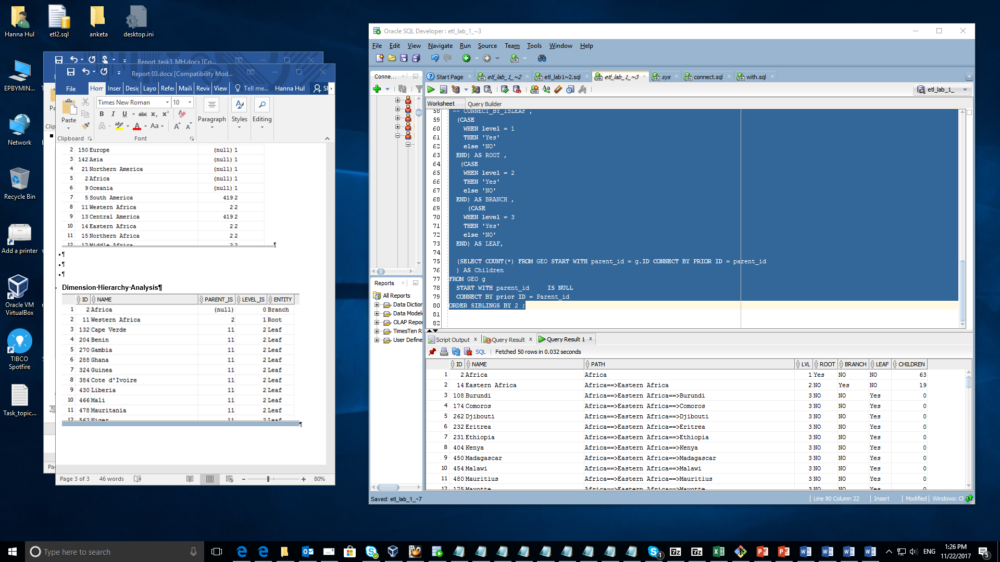 Hanna Hul
etl2.sql
anketa
desktop.ini
EPBYMIN...
Network
Recycle Bin
Add a printer
Oracle VM
VirtualBox
TIBCO
Spotfire
Task_topic...
Report_task3_MH.docx [Co...
Report 03.docx [Compatibility Mod...
File Hom Inser Desig Layo Refer Maili Revie View Tell me... Hanna Hul Sh
Times New Roman 10
Paste
B I U abc x₂ x²
A Aa A A
Paragraph Styles Editing
Clipboard Font
2 150 Europe (null) 1
3 142 Asia (null) 1
4 21 Northern America (null) 1
5 2 Africa (null) 1
6 9 Oceania (null) 1
7 5 South America 419 2
8 11 Western Africa 2 2
9 13 Central America 419 2
10 14 Eastern Africa 2 2
11 15 Northern Africa 2 2
12 17 Middle Africa 2 2
Dimension·Hierarchy·Analysis¶
ID NAME PARENT_IS LEVEL_IS ENTITY
1 2 Africa (null) 0 Branch
2 11 Western Africa 2 1 Root
3 132 Cape Verde 11 2 Leaf
4 204 Benin 11 2 Leaf
5 270 Gambia 11 2 Leaf
6 288 Ghana 11 2 Leaf
7 324 Guinea 11 2 Leaf
8 384 Cote d'Ivoire 11 2 Leaf
9 430 Liberia 11 2 Leaf
10 466 Mali 11 2 Leaf
11 478 Mauritania 11 2 Leaf
12 562 Niger 11 2 Leaf
Page 3 of 3 46 words 80%
Oracle SQL Developer : etl_lab_1_~3
File Edit View Navigate Run Source Team Tools Window Help
Conne...
Start Page etl_lab_1_~2 etl_lab1~2.sql etl_lab_1_~3 sys connect.sql with.sql
etl_lab_1_
Worksheet Query Builder
58 -- CONNECT_BY_ISLEAF ,
59 (CASE
60 WHEN level = 1
61 THEN 'Yes'
62 else 'NO'
63 END) AS ROOT ,
64 (CASE
65 WHEN level = 2
66 THEN 'Yes'
67 else 'NO'
68 END) AS BRANCH ,
69 (CASE
70 WHEN level = 3
71 THEN 'Yes'
72 else 'NO'
73 END) AS LEAF,
74
75 (SELECT COUNT(*) FROM GEO START WITH parent_id = g.ID CONNECT BY PRIOR ID = parent_id
76 ) AS Children
77 FROM GEO g
78 START WITH parent_id IS NULL
79 CONNECT BY prior ID = Parent_id
80 ORDER SIBLINGS BY 2 ;
81
82
Reports
All Reports
Data Diction
Data Modele
OLAP Repor
TimesTen R
User Define
Script Output Query Result Query Result 1
SQL Fetched 50 rows in 0.032 seconds
ID NAME PATH LVL ROOT BRANCH LEAF CHILDREN
1 2 Africa Africa 1 Yes NO NO 63
2 14 Eastern Africa Africa==>Eastern Africa 2 NO Yes NO 19
3 108 Burundi Africa==>Eastern Africa==>Burundi 3 NO NO Yes 0
4 174 Comoros Africa==>Eastern Africa==>Comoros 3 NO NO Yes 0
5 262 Djibouti Africa==>Eastern Africa==>Djibouti 3 NO NO Yes 0
6 232 Eritrea Africa==>Eastern Africa==>Eritrea 3 NO NO Yes 0
7 231 Ethiopia Africa==>Eastern Africa==>Ethiopia 3 NO NO Yes 0
8 404 Kenya Africa==>Eastern Africa==>Kenya 3 NO NO Yes 0
9 450 Madagascar Africa==>Eastern Africa==>Madagascar 3 NO NO Yes 0
10 454 Malawi Africa==>Eastern Africa==>Malawi 3 NO NO Yes 0
11 480 Mauritius Africa==>Eastern Africa==>Mauritius 3 NO NO Yes 0
12 175 Mayotte Africa==>Eastern Africa==>Mayotte 3 NO NO Yes 0
Saved: etl_lab_1_~7
Line 80 Column 22 Insert Modified Windows: CF
Type here to search
ENG
1:26 PM
11/22/2017
5